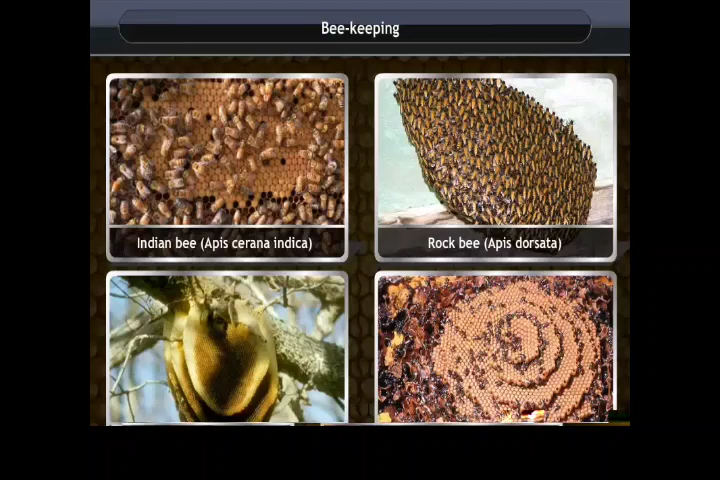 Bee-keeping
Indian bee (Apis cerana indica)
Rock bee (Apis dorsata)